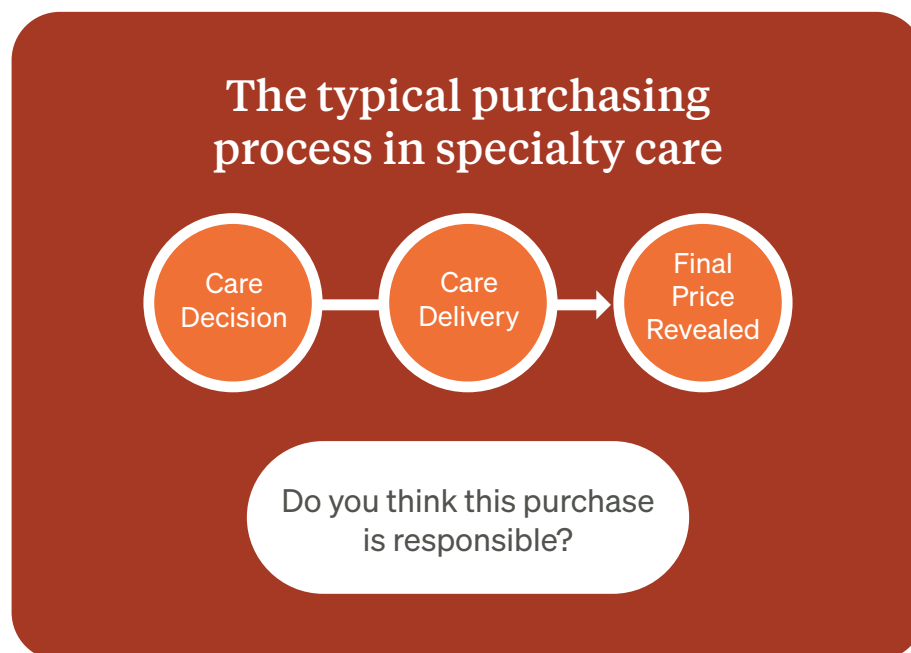 The typical purchasing
process in specialty care
Care
Decision
Care
Delivery
Final
Price
Revealed
Do you think this purchase
is responsible?